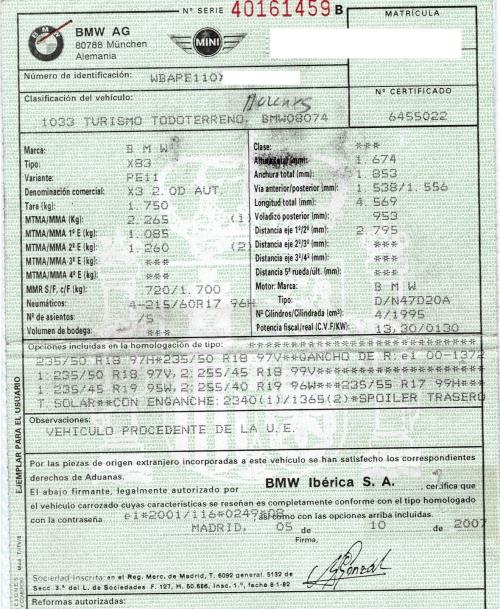 Nº SERIE 40161459 B
MATRÍCULA
BMW
BMW AG
80788 München
Alemania
MINI
Número de identificación: WBAPE110
Clasificación del vehículo:
Nº CERTIFICADO
1033 TURISMO TODOTERRENO, BMW08074
6455022
Marca: B M W
Tipo: X83
Variante: PE11
Denominación comercial: X3 2.0D AUT.
Tara (kg): 1.750
MTMA/MMA (Kg): 2.265 (1)
MTMA/MMA 1º E (kg): 1.085
MTMA/MMA 2º E (kg): 1.260 (2)
MTMA/MMA 3º E (kg): ***
MTMA/MMA 4º E (kg): ***
MMR S/F, c/F (kg): 720/1.700
Neumáticos: 4-215/60R17 96H
Nº de asientos: /5
Volumen de bodega: ***
Clase: ***
(mm): 1.674
Anchura total (mm): 1.853
Vía anterior/posterior (mm): 1.538/1.556
Longitud total (mm): 4.569
Voladizo posterior (mm): 953
Distancia eje 1º/2º (mm): 2.795
Distancia eje 2º/3º (mm): ***
Distancia eje 3º/4º (mm): ***
Distancia 5ª rueda/últ. (mm): ***
Motor: Marca: B M W
Tipo: D/N47D20A
Nº Cilindros/Cilindrada (cm³): 4/1995
Potencia fiscal/real (C.V.F/KW): 13,30/0130
Opciones incluidas en la homologación de tipo: ******************
235/50 R18 97H*235/50 R18 97V**GANCHO DE R: e1 00-1372
1: 235/50 R18 97V, 2: 255/45 R18 99V*****************
1: 235/45 R19 95W, 2: 255/40 R19 96W***235/55 R17 99H***
T. SOLAR**CON ENGANCHE: 2340(1)/1365(2)*SPOILER TRASERO
Observaciones:
VEHICULO PROCEDENTE DE LA U.E.
EJEMPLAR PARA EL USUARIO
Por las piezas de origen extranjero incorporadas a este vehículo se han satisfecho los correspondientes
derechos de Aduanas.
El abajo firmante, legalmente autorizado por BMW Ibérica S. A. , certifica que
el vehículo carrozado cuyas características se reseñan es completamente conforme con el tipo homologado
con la contraseña e1*2001/116*0249*05 , así como con las opciones arriba incluidas.
MADRID, 05 de 10 de 2007
Firma,
Sociedad inscrita en el Reg. Merc. de Madrid, T. 6092 general, 5132 de
Secc. 3.ª del L. de Sociedades F. 127, H. 50.686, insc. 1.ª, fecha 8-1-82
Reformas autorizadas: